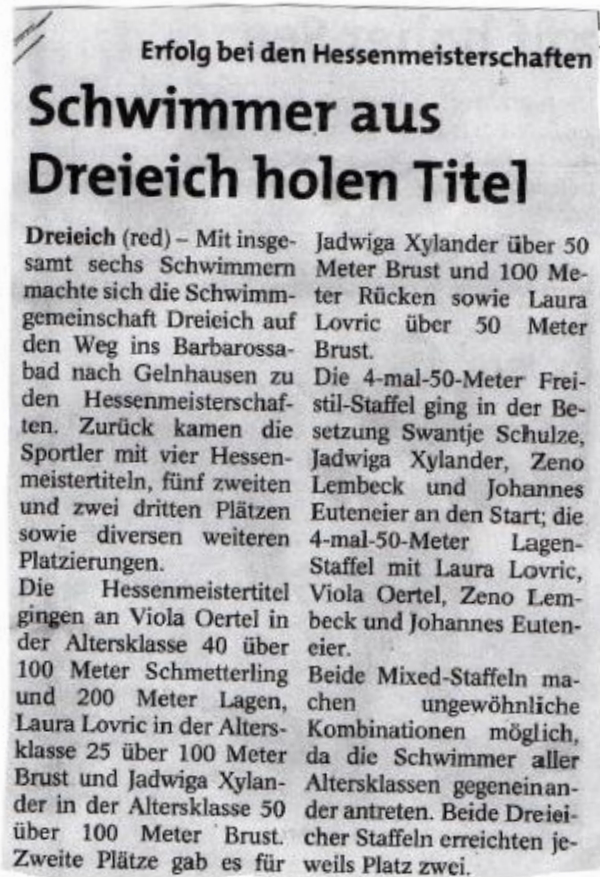 Erfolg bei den Hessenmeisterschaften
Schwimmer aus
Dreieich holen Titel
Dreieich (red) – Mit insge-
samt sechs Schwimmern
machte sich die Schwimm-
gemeinschaft Dreieich auf
den Weg ins Barbarossa-
bad nach Gelnhausen zu
den Hessenmeisterschaf-
ten. Zurück kamen die
Sportler mit vier Hessen-
meistertiteln, fünf zweiten
und zwei dritten Plätzen
sowie diversen weiteren
Platzierungen.
Die Hessenmeistertitel
gingen an Viola Oertel in
der Altersklasse 40 über
100 Meter Schmetterling
und 200 Meter Lagen,
Laura Lovric in der Alters-
klasse 25 über 100 Meter
Brust und Jadwiga Xylan-
der in der Altersklasse 50
über 100 Meter Brust.
Zweite Plätze gab es für
Jadwiga Xylander über 50
Meter Brust und 100 Me-
ter Rücken sowie Laura
Lovric über 50 Meter
Brust.
Die 4-mal-50-Meter Frei-
stil-Staffel ging in der Be-
setzung Swantje Schulze,
Jadwiga Xylander, Zeno
Lembeck und Johannes
Euteneier an den Start; die
4-mal-50-Meter Lagen-
Staffel mit Laura Lovric,
Viola Oertel, Zeno Lem-
beck und Johannes Euten-
eier.
Beide Mixed-Staffeln ma-
chen ungewöhnliche
Kombinationen möglich,
da die Schwimmer aller
Altersklassen gegeneinan-
der antreten. Beide Dreiei-
cher Staffeln erreichten je-
weils Platz zwei.